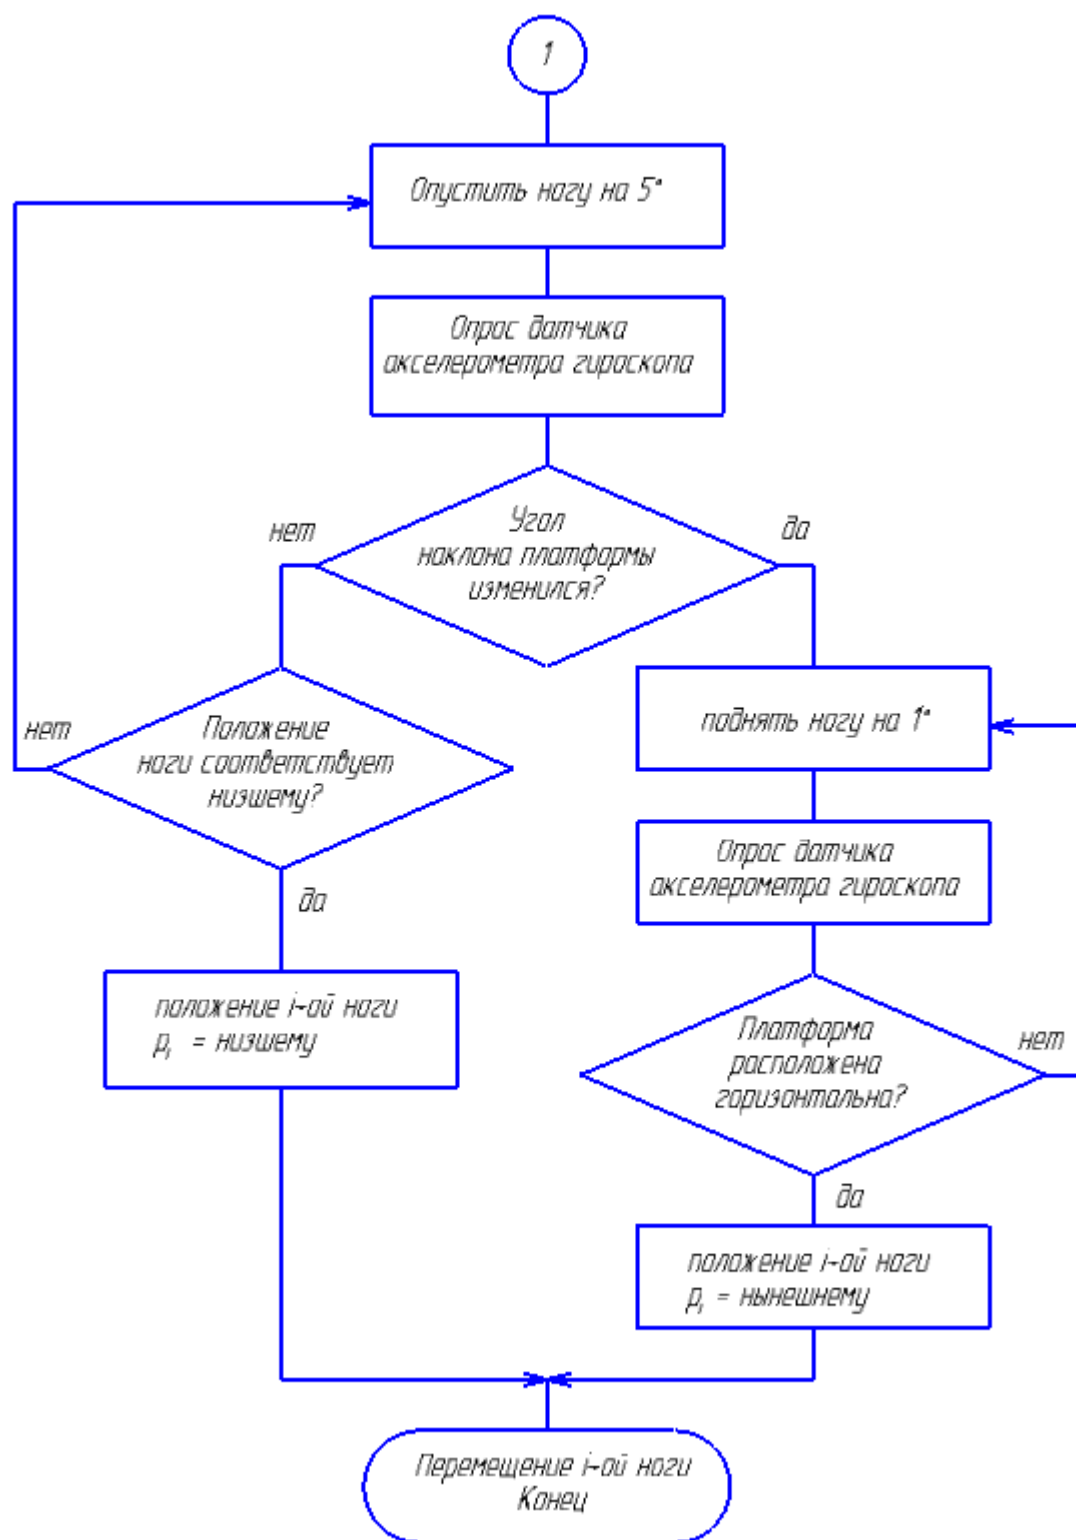 1
Опустить ногу на 5°
Опрос датчика
акселерометра гироскопа
Угол
наклона платформы
изменился?
нет
да
Положение
ноги соответствует
низшему?
нет
да
положение i-ой ноги
pᵢ = низшему
поднять ногу на 1°
Опрос датчика
акселерометра гироскопа
Платформа
расположена
горизонтально?
нет
да
положение i-ой ноги
pᵢ = нынешнему
Перемещение i-ой ноги
Конец